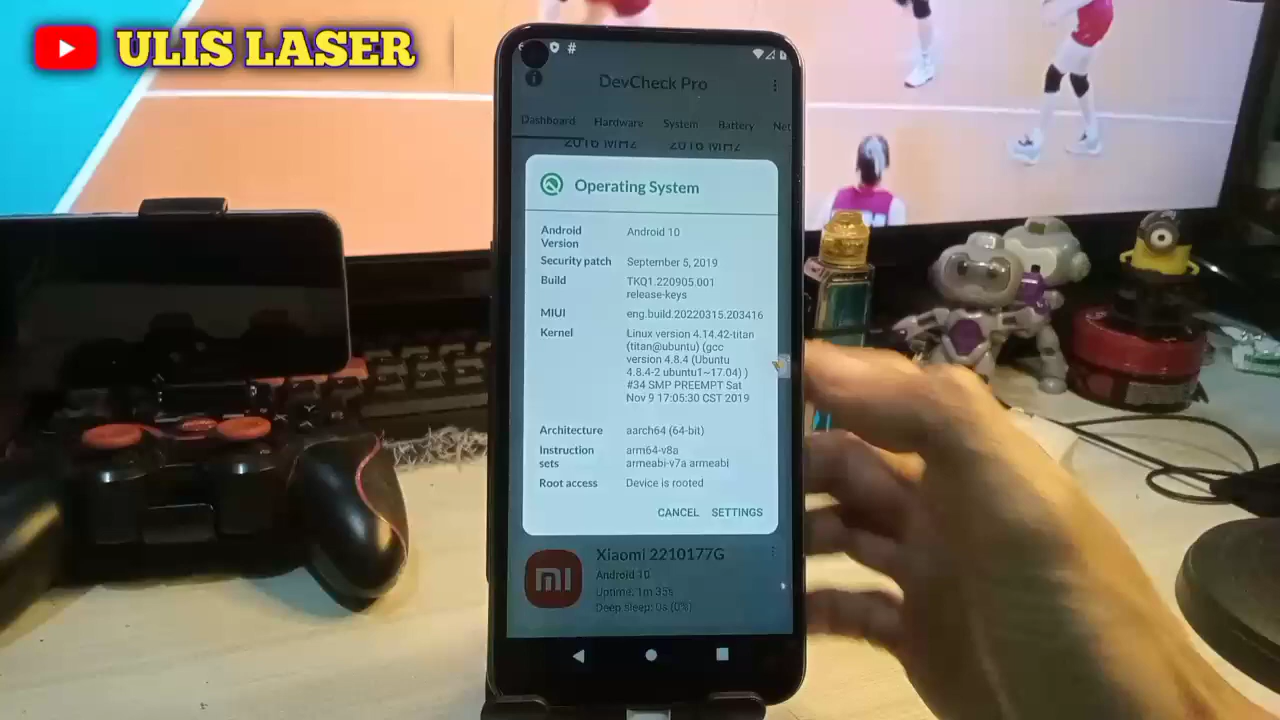 ULIS LASER
#
DevCheck Pro
Dashboard Hardware System Battery Net
2016 MHz 2016 MHz
Operating System
Android Version Android 10
Security patch September 5, 2019
Build TKQ1.220905.001
release-keys
MIUI eng.build.20220315.203416
Kernel Linux version 4.14.42-titan
(titan@ubuntu) (gcc
version 4.8.4 (Ubuntu
4.8.4-2 ubuntu1~17.04) )
#34 SMP PREEMPT Sat
Nov 9 17:05:30 CST 2019
Architecture aarch64 (64-bit)
Instruction sets arm64-v8a
armeabi-v7a armeabi
Root access Device is rooted
CANCEL SETTINGS
Xiaomi 2210177G
Android 10
Uptime: 1m 35s
Deep sleep: 0s (0%)
mi